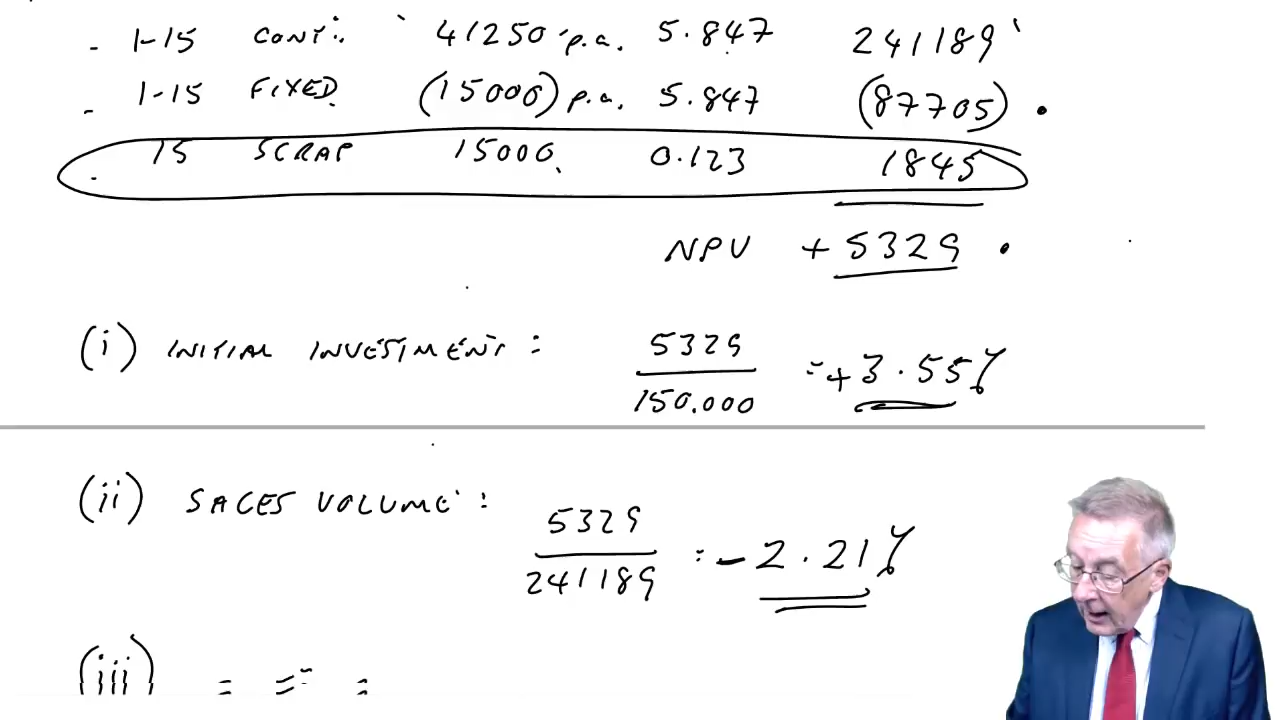 - 1-15 CONT: 41250 p.a. 5.847 241189
- 1-15 FIXED (15000) p.a. 5.847 (87705)
- 15 SCRAP 15000 0.123 1845
NPV +5329
(i) INITIAL INVESTMENT: 5329 / 150.000 = +3.55%
(ii) SALES VOLUME: 5329 / 241189 = -2.21%
(iii) = = =